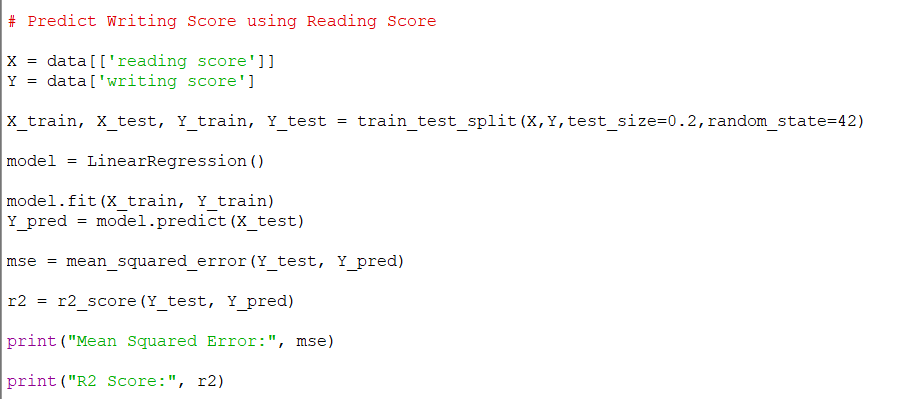 # Predict Writing Score using Reading Score
X = data[['reading score']]
Y = data['writing score']
X_train, X_test, Y_train, Y_test = train_test_split(X,Y,test_size=0.2,random_state=42)
model = LinearRegression()
model.fit(X_train, Y_train)
Y_pred = model.predict(X_test)
mse = mean_squared_error(Y_test, Y_pred)
r2 = r2_score(Y_test, Y_pred)
print("Mean Squared Error:", mse)
print("R2 Score:", r2)